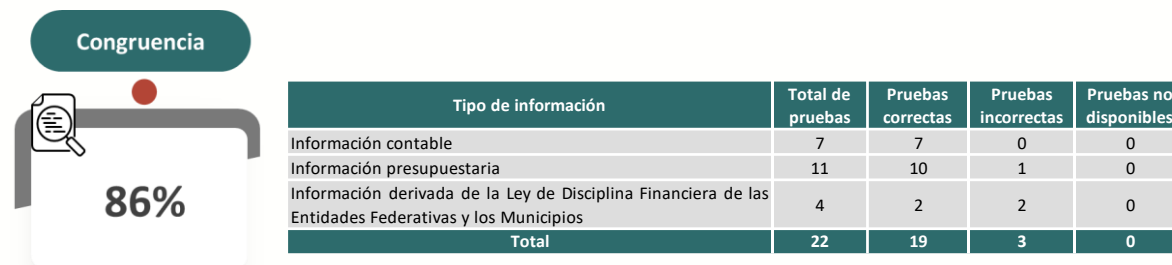 Congruencia
86%
Tipo de información Total de pruebas Pruebas correctas Pruebas incorrectas Pruebas no disponibles
Información contable 7 7 0 0
Información presupuestaria 11 10 1 0
Información derivada de la Ley de Disciplina Financiera de las
Entidades Federativas y los Municipios 4 2 2 0
Total 22 19 3 0